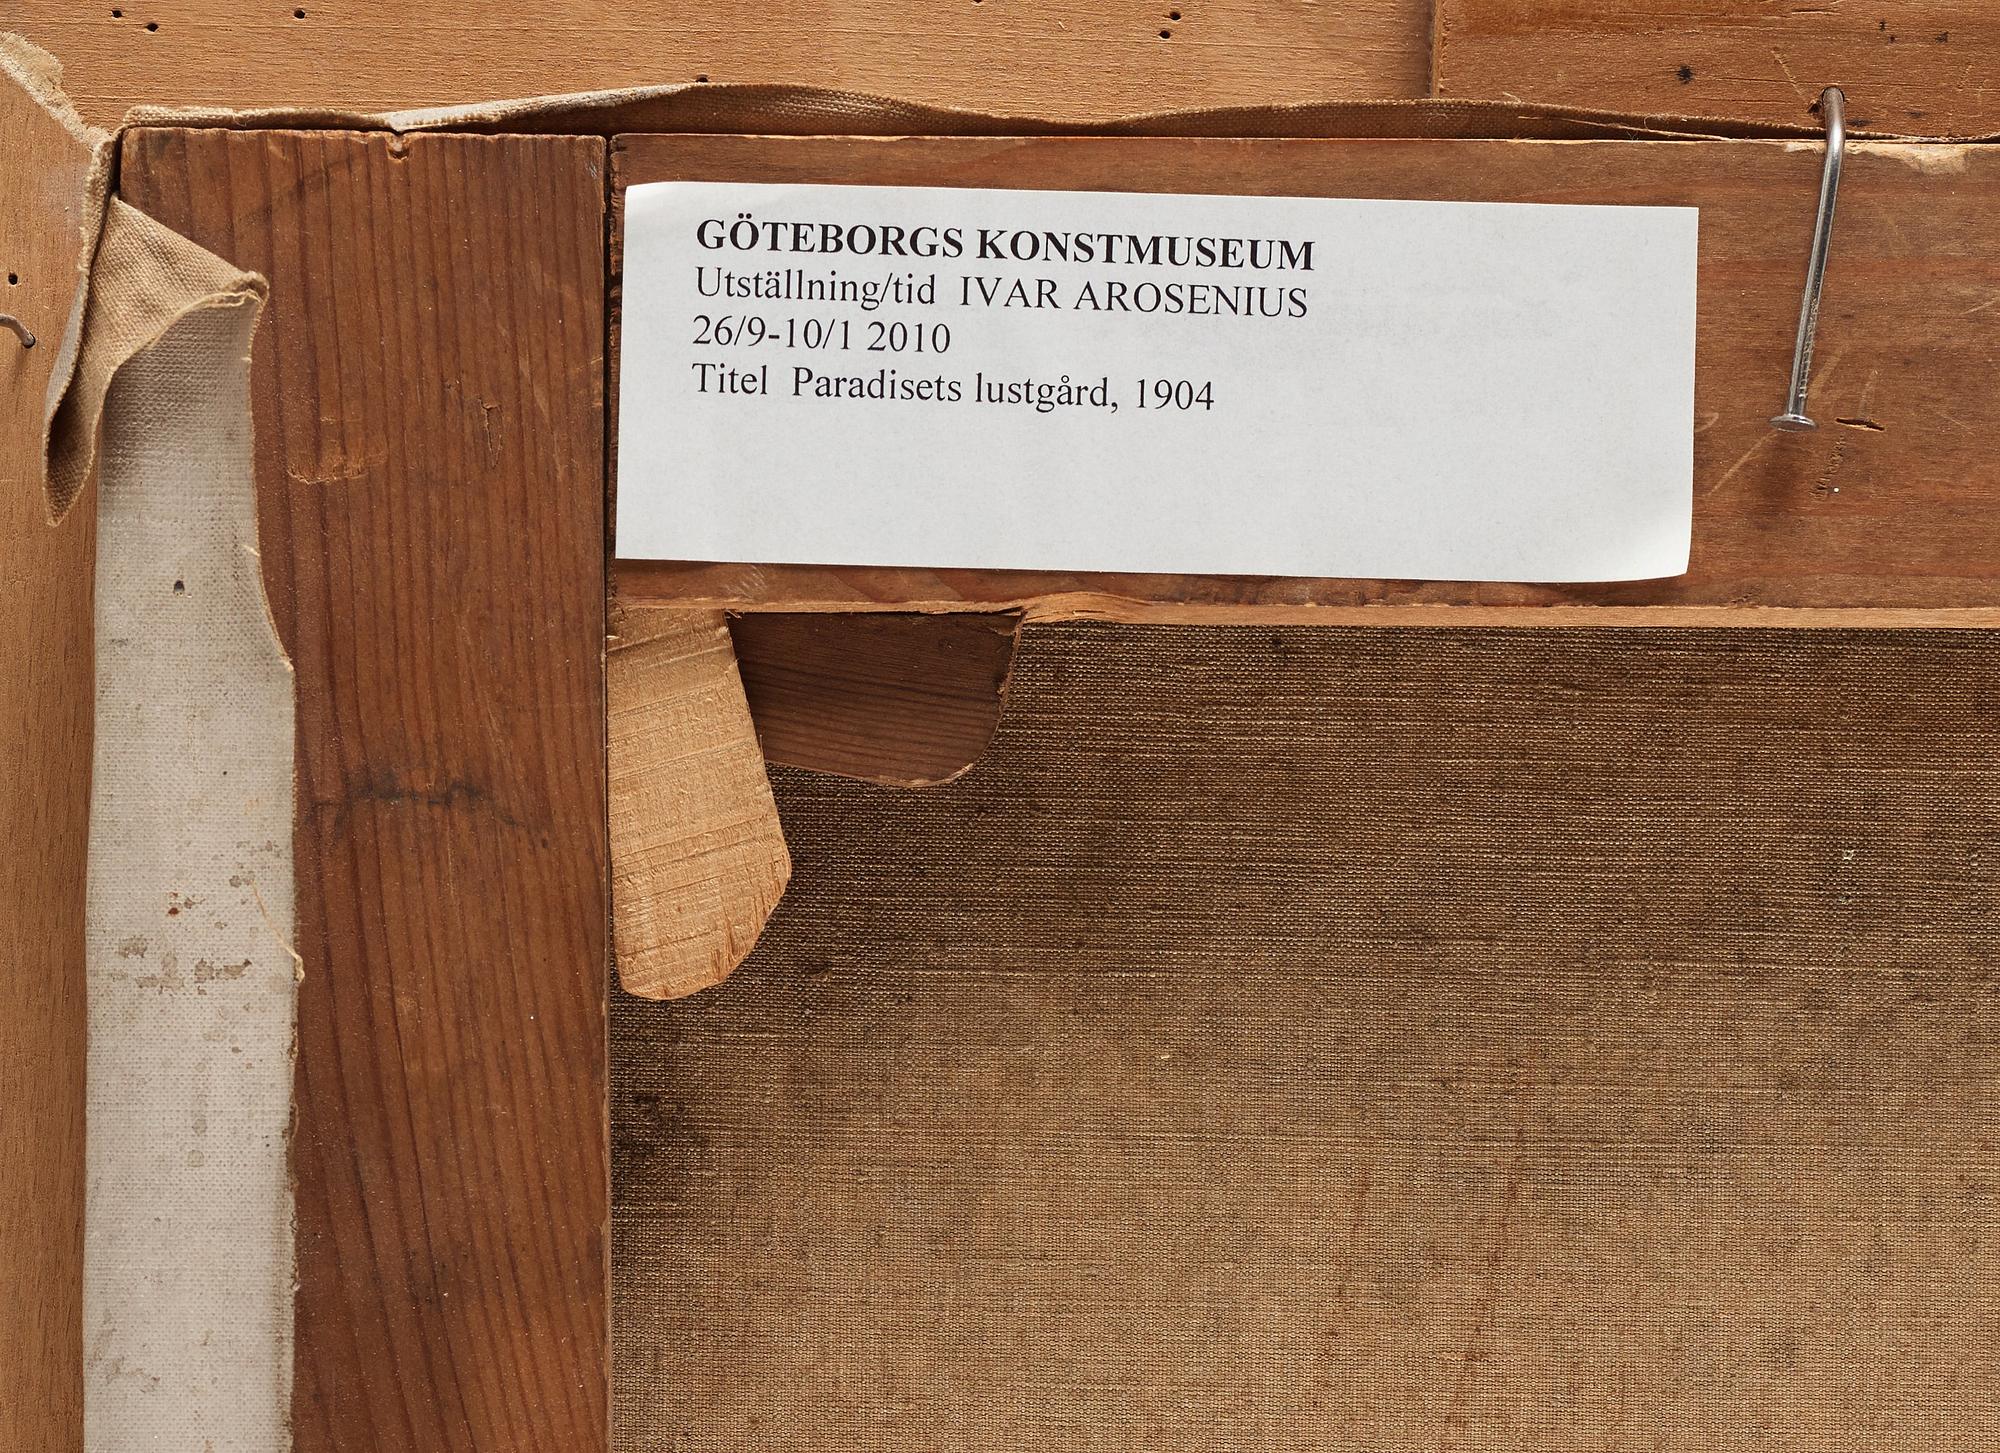 GÖTEBORGS KONSTMUSEUM
Utställning/tid IVAR AROSENIUS
26/9-10/1 2010
Titel Paradisets lustgård, 1904